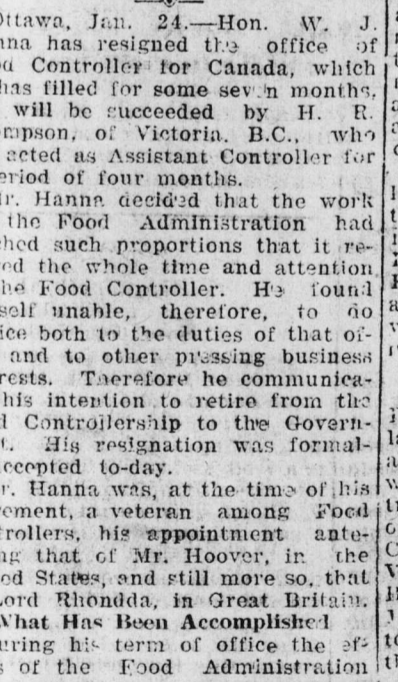 Ottawa, Jan. 24.—Hon. W. J.
nna has resigned the office of
od Controller for Canada, which
has filled for some seven months,
will be succeeded by H. R.
mpson, of Victoria, B.C., who
acted as Assistant Controller for
eriod of four months.
Mr. Hanna decided that the work
the Food Administration had
ched such proportions that it re-
ed the whole time and attention
he Food Controller. He found
self unable, therefore, to do
ice both to the duties of that of-
and to other pressing business
rests. Therefore he communica-
his intention to retire from the
d Controllership to the Govern-
t. His resignation was formal-
ccepted to-day.
r. Hanna was, at the time of his
ement, a veteran among Food
trollers, his appointment ante-
ng that of Mr. Hoover, in the
ed States, and still more so, that
Lord Rhondda, in Great Britain.
What Has Been Accomplished
uring his term of office the ef-
s of the Food Administration